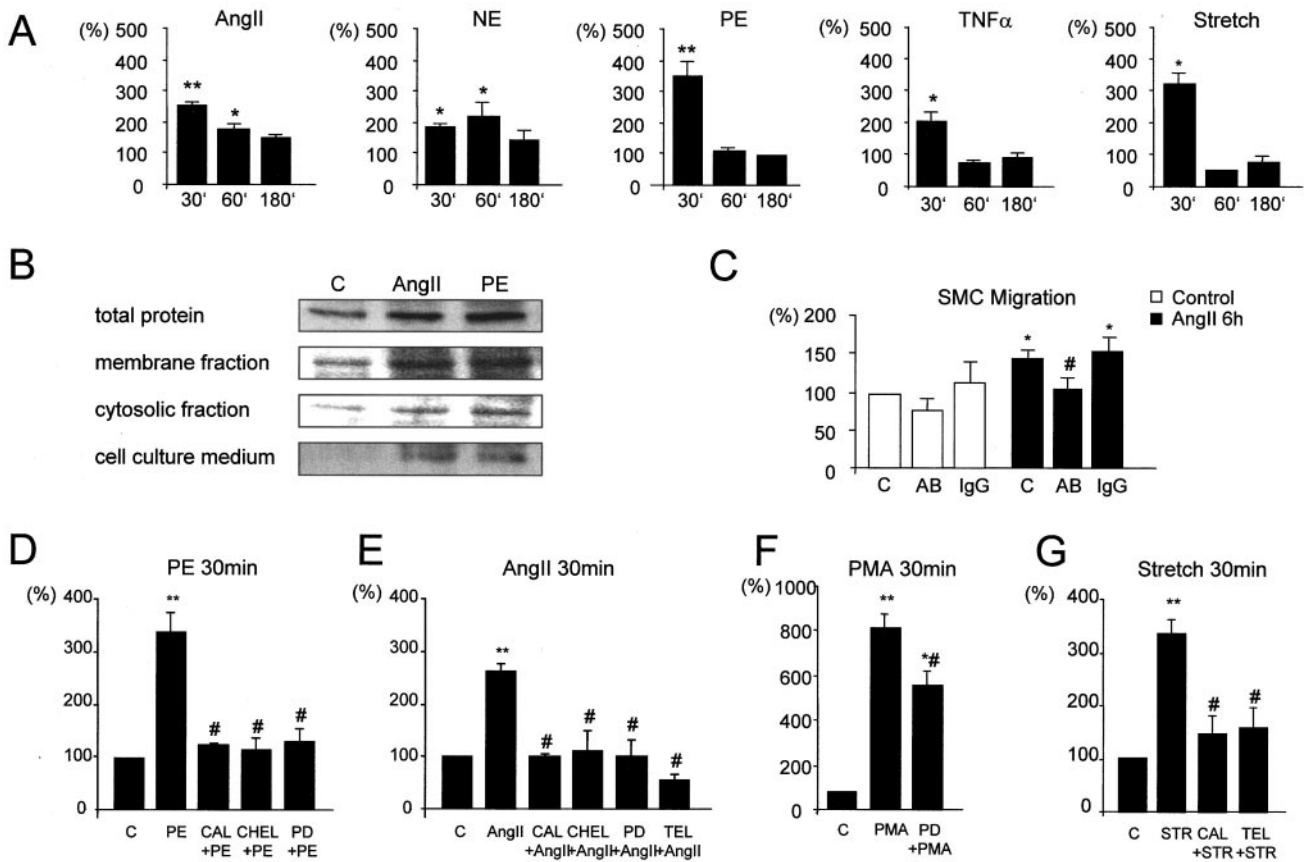 A
AngII
NE
PE
TNFα
Stretch
(%) 500 400 300 200 100 0
** *
30‘ 60‘ 180‘
(%) 500 400 300 200 100 0
* *
30‘ 60‘ 180‘
(%) 500 400 300 200 100 0
**
30‘ 60‘ 180‘
(%) 500 400 300 200 100 0
*
30‘ 60‘ 180‘
(%) 500 400 300 200 100 0
*
30‘ 60‘ 180‘
B
C AngII PE
total protein
membrane fraction
cytosolic fraction
cell culture medium
C
SMC Migration
Control
AngII 6h
(%) 200
150
100
50
0
* # *
C AB IgG C AB IgG
D
PE 30min
(%)
400
300
200
100
0
** # # #
C PE CAL CHEL PD
+PE +PE +PE
E
AngII 30min
(%)
400
300
200
100
0
** # # # #
C AngII CAL CHEL PD TEL
+AngII +AngII +AngII +AngII
F
PMA 30min
(%) 1000
800
600
400
200
0
** *#
C PMA PD
+PMA
G
Stretch 30min
(%)
400
300
200
100
0
** # #
C STR CAL TEL
+STR +STR